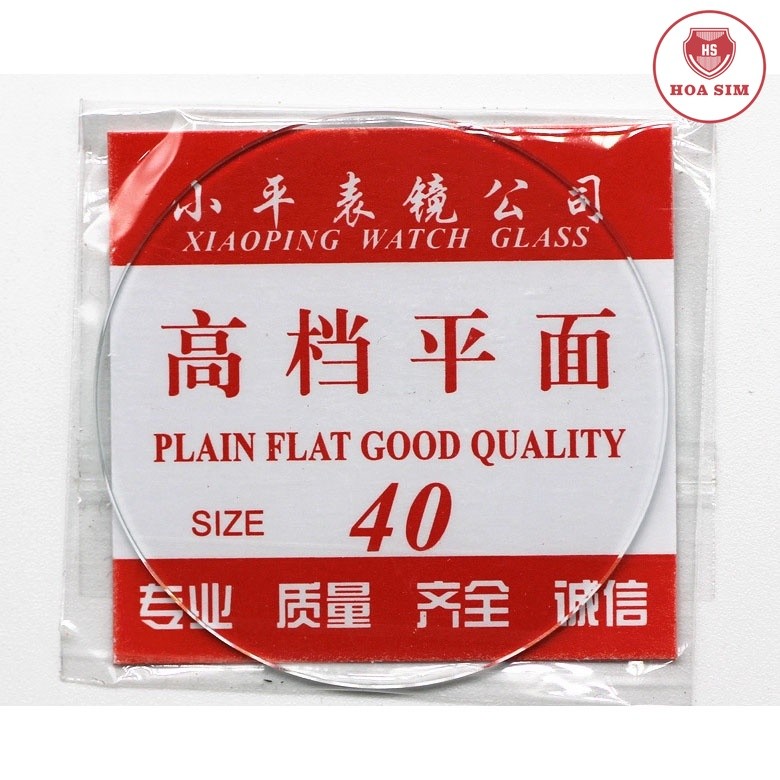 HS
HOA SIM
小平表镜公司
XIAOPING WATCH GLASS
高档平面
PLAIN FLAT GOOD QUALITY
SIZE 40
专业 质量 齐全 诚信